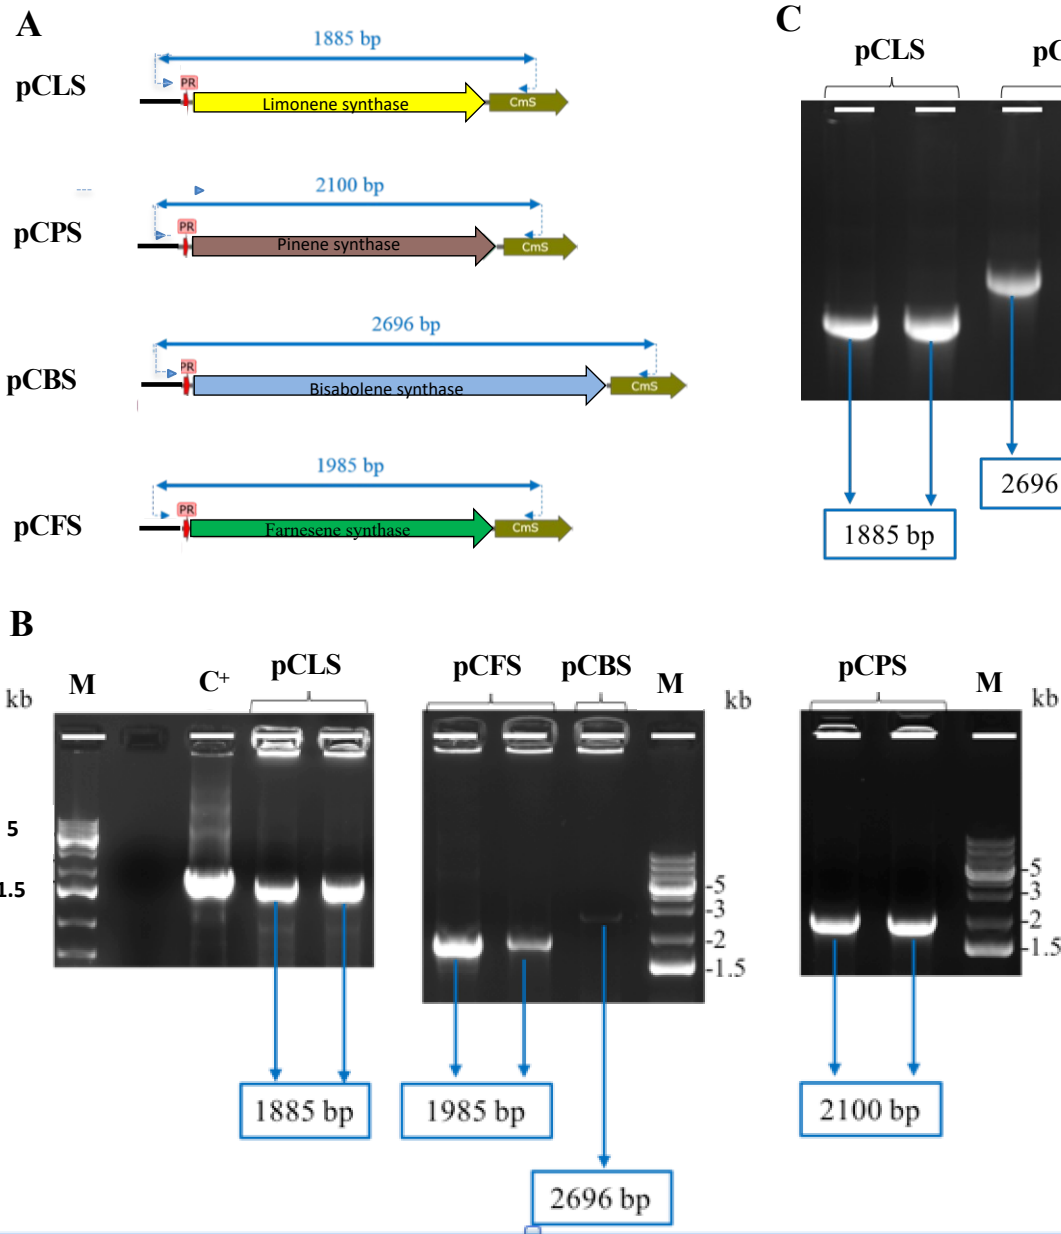 A
pCLS
1885 bp
PR
Limonene synthase
CmS
pCPS
2100 bp
PR
Pinene synthase
CmS
pCBS
2696 bp
PR
Bisabolene synthase
CmS
pCFS
1985 bp
PR
Farnesene synthase
CmS
C
pCLS
pC
2696
1885 bp
B
kb
M
C+
pCLS
5
1.5
1885 bp
pCFS
pCBS
M
kb
-5
-3
-2
-1.5
1985 bp
2696 bp
pCPS
M
kb
-5
-3
-2
-1.5
2100 bp